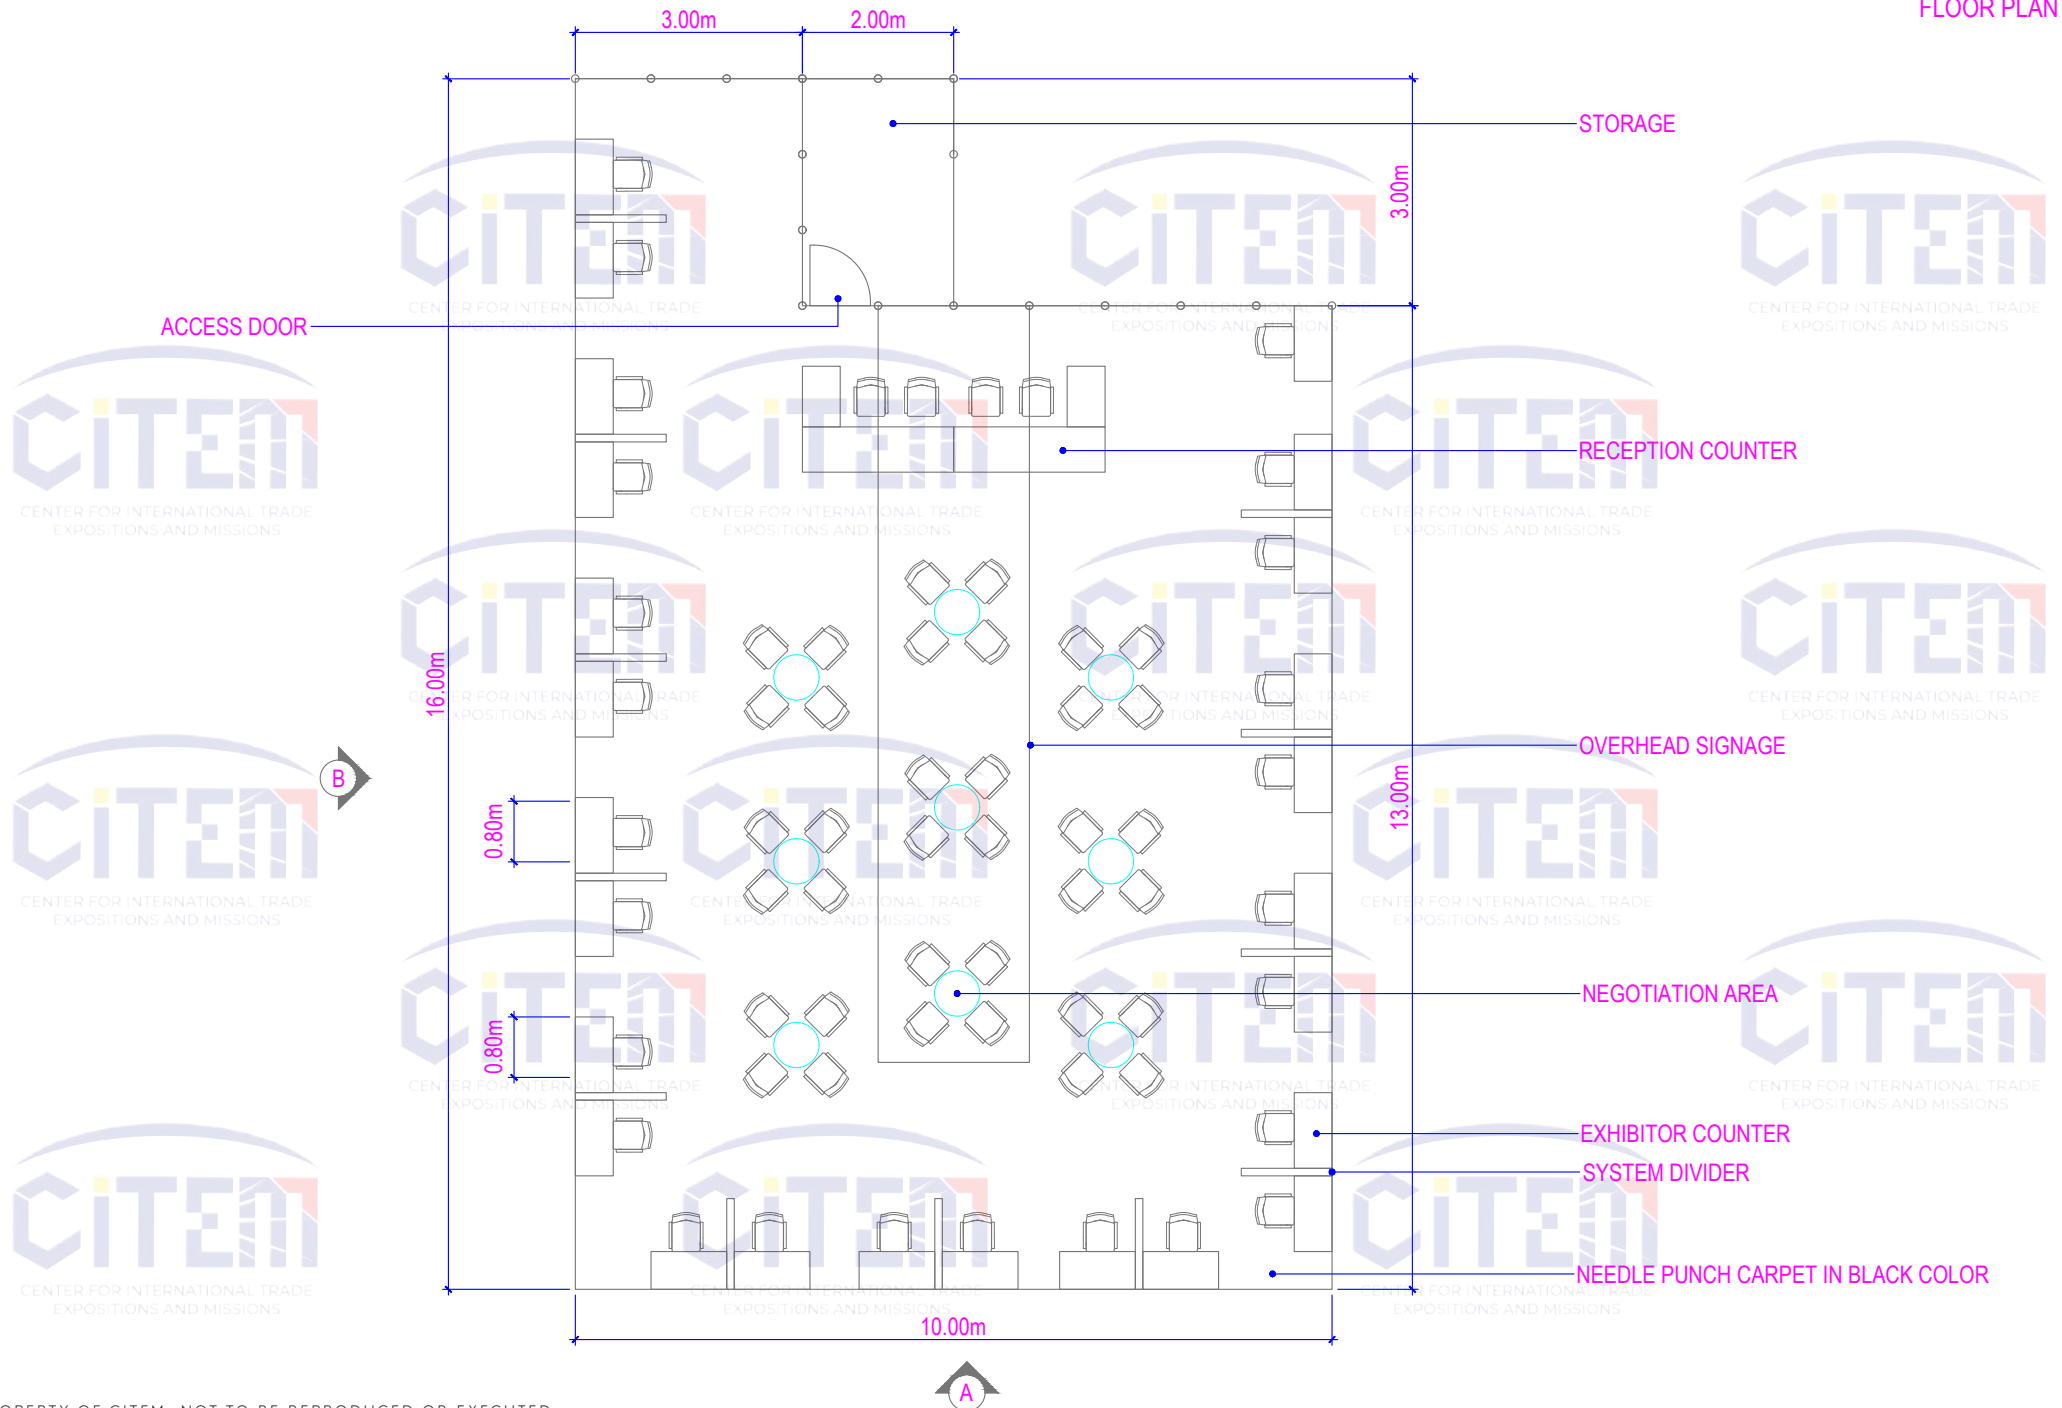 FLOOR PLAN
3.00m
2.00m
STORAGE
3.00m
ACCESS DOOR
RECEPTION COUNTER
16.00m
OVERHEAD SIGNAGE
B
13.00m
0.80m
NEGOTIATION AREA
0.80m
EXHIBITOR COUNTER
SYSTEM DIVIDER
NEEDLE PUNCH CARPET IN BLACK COLOR
10.00m
A
CiTEM
CENTER FOR INTERNATIONAL TRADE
EXPOSITIONS AND MISSIONS